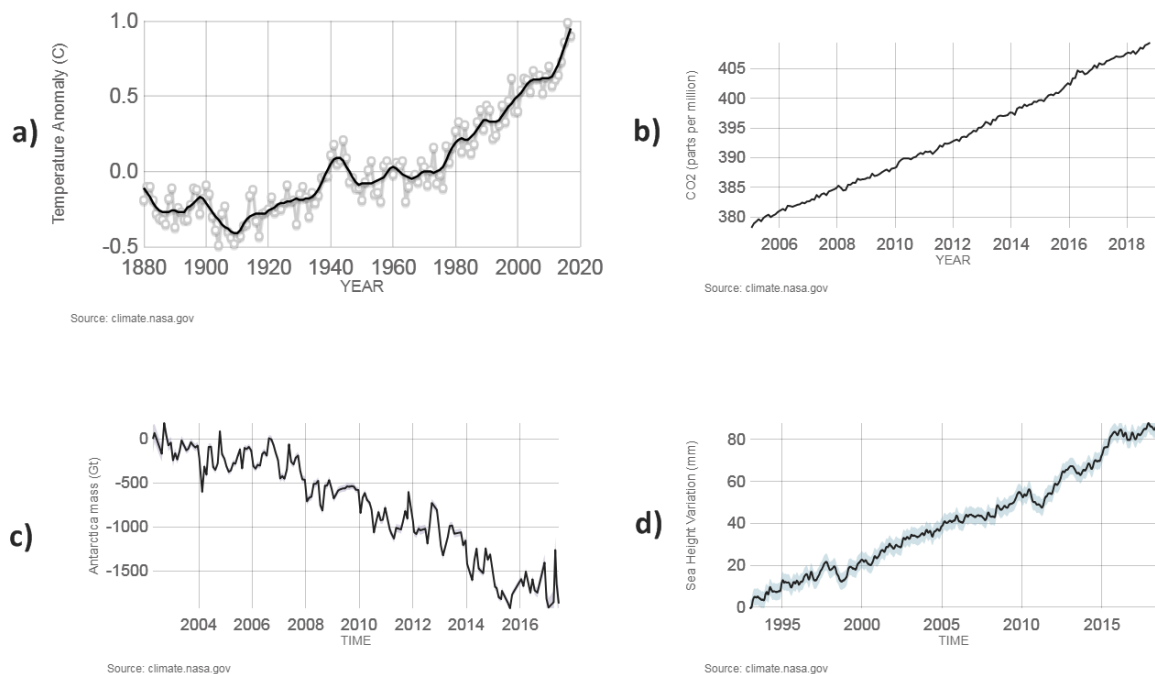 a)
Temperature Anomaly (C)
1.0
0.5
0.0
-0.5
1880 1900 1920 1940 1960 1980 2000 2020
YEAR
Source: climate.nasa.gov
b)
CO2 (parts per million)
405
400
395
390
385
380
2006 2008 2010 2012 2014 2016 2018
YEAR
Source: climate.nasa.gov
c)
Antarctica mass (Gt)
0
-500
-1000
-1500
2004 2006 2008 2010 2012 2014 2016
TIME
Source: climate.nasa.gov
d)
Sea Height Variation (mm)
80
60
40
20
0
1995 2000 2005 2010 2015
TIME
Source: climate.nasa.gov